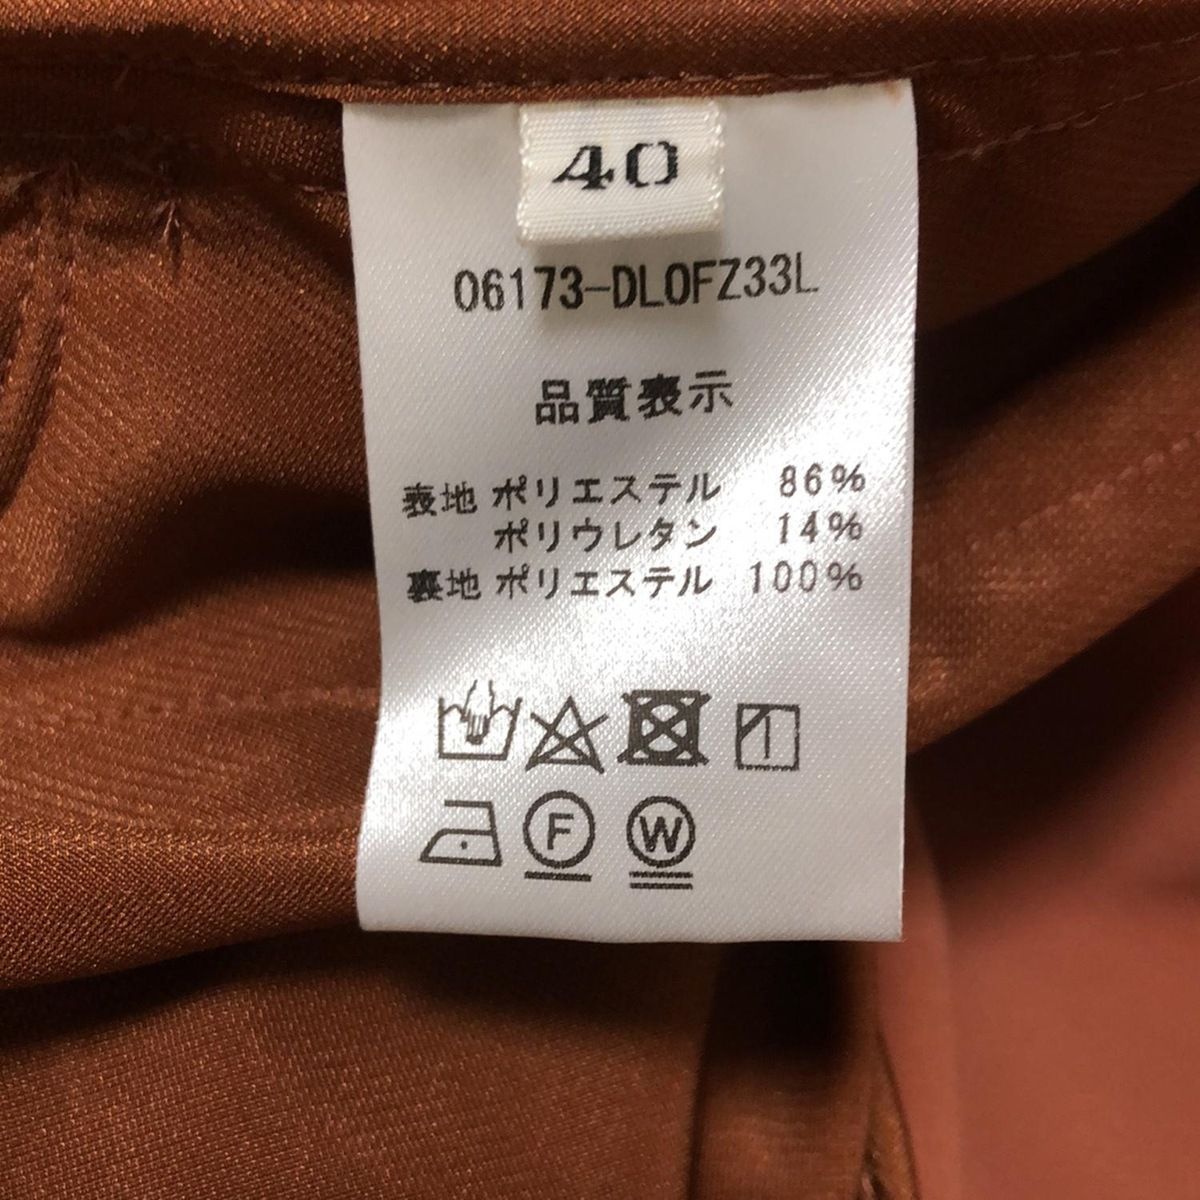 40
06173-DL0FZ33L
品質表示
表地 ポリエステル 86%
ポリウレタン 14%
裏地 ポリエステル 100%
F W